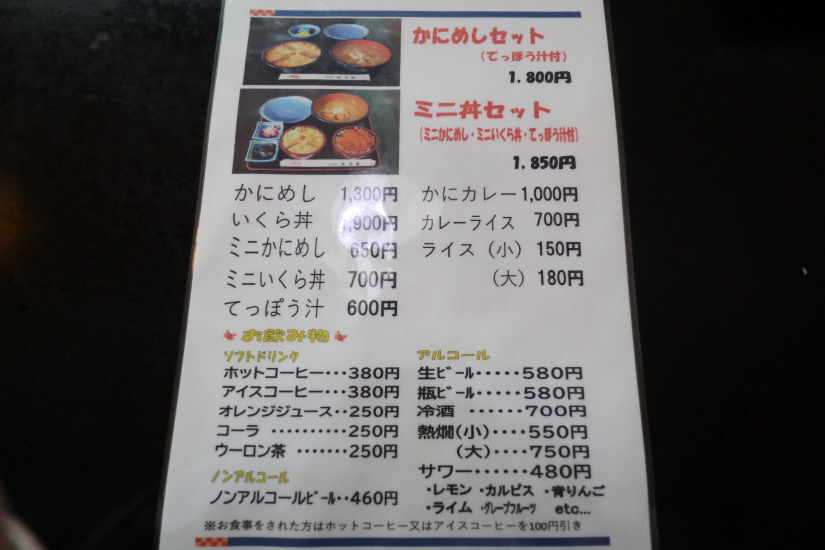 かにめしセット
(てっぽう汁付)
1.800円
ミニ丼セット
(ミニかにめし・ミニいくら丼・てっぽう汁付)
1.850円
かにめし 1,300円
いくら丼 ,900円
ミニかにめし 650円
ミニいくら丼 700円
てっぽう汁 600円
かにカレー 1,000円
カレーライス 700円
ライス(小) 150円
(大) 180円
お飲み物
ソフトドリンク
ホットコーヒー・・・380円
アイスコーヒー・・・380円
オレンジジュース・・250円
コーラ ・・・・・・・・・・250円
ウーロン茶 ・・・・・・・250円
ノンアルコール
ノンアルコールビール・・460円
アルコール
生ビール・・・・・580円
瓶ビール・・・・・580円
冷酒 ・・・・・・700円
熱燗(小)・・・・550円
(大)・・・・750円
サワー・・・・・・480円
・レモン ・カルピス ・青りんご
・ライム ・グレープフルーツ etc...
※お食事をされた方はホットコーヒー又はアイスコーヒーを100円引き